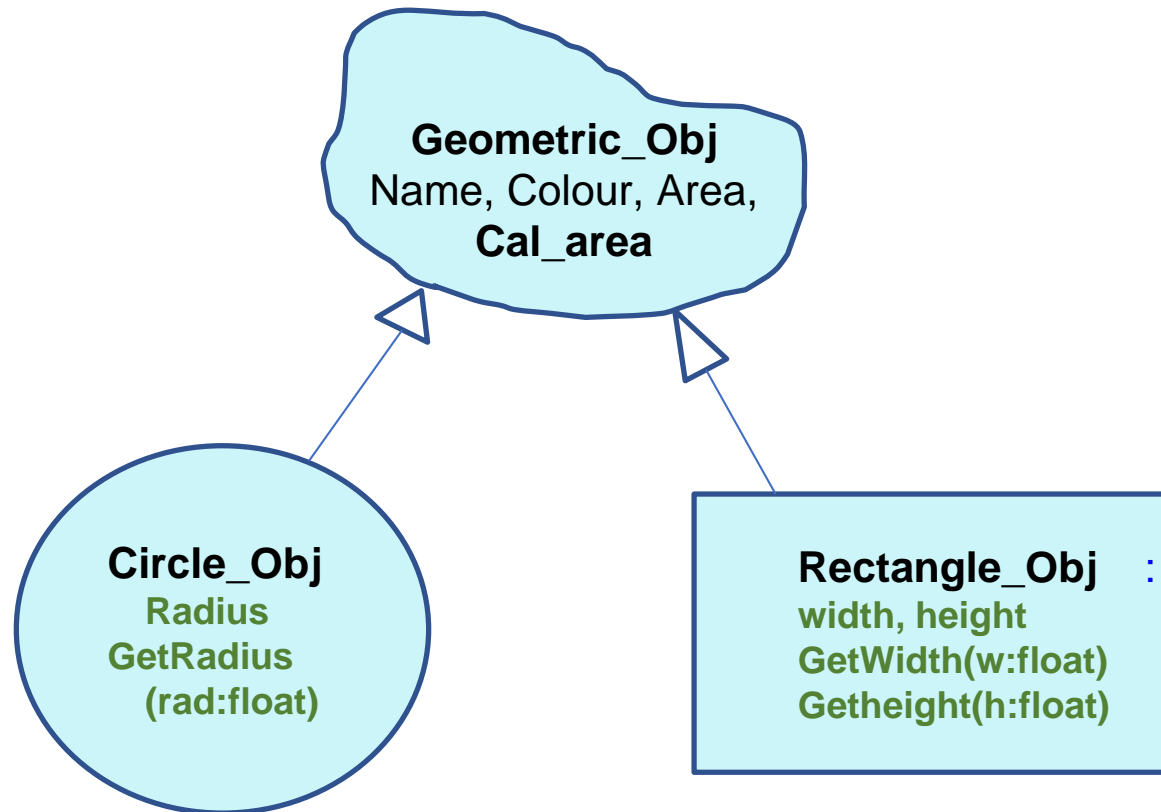 Geometric_Obj
Name, Colour, Area,
Cal_area
Circle_Obj
Radius
GetRadius
(rad:float)
Rectangle_Obj :
width, height
GetWidth(w:float)
Getheight(h:float)